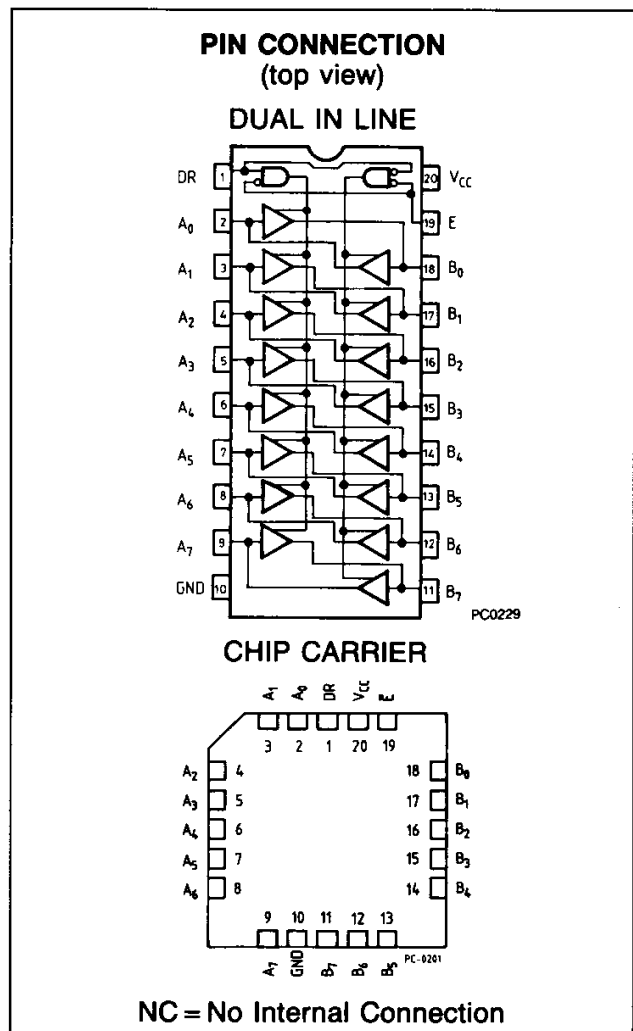 PIN CONNECTION
(top view)
DUAL IN LINE
DR 1 20 VCC
A0 2 19 E
A1 3 18 B0
A2 4 17 B1
A3 5 16 B2
A4 6 15 B3
A5 7 14 B4
A6 8 13 B5
A7 9 12 B6
GND 10 11 B7
PC0229
CHIP CARRIER
A1 A0 DR VCC E
3 2 1 20 19
A2 4 18 B0
A3 5 17 B1
A4 6 16 B2
A5 7 15 B3
A6 8 14 B4
9 10 11 12 13
A7 GND B7 B6 B5
PC-0201
NC = No Internal Connection